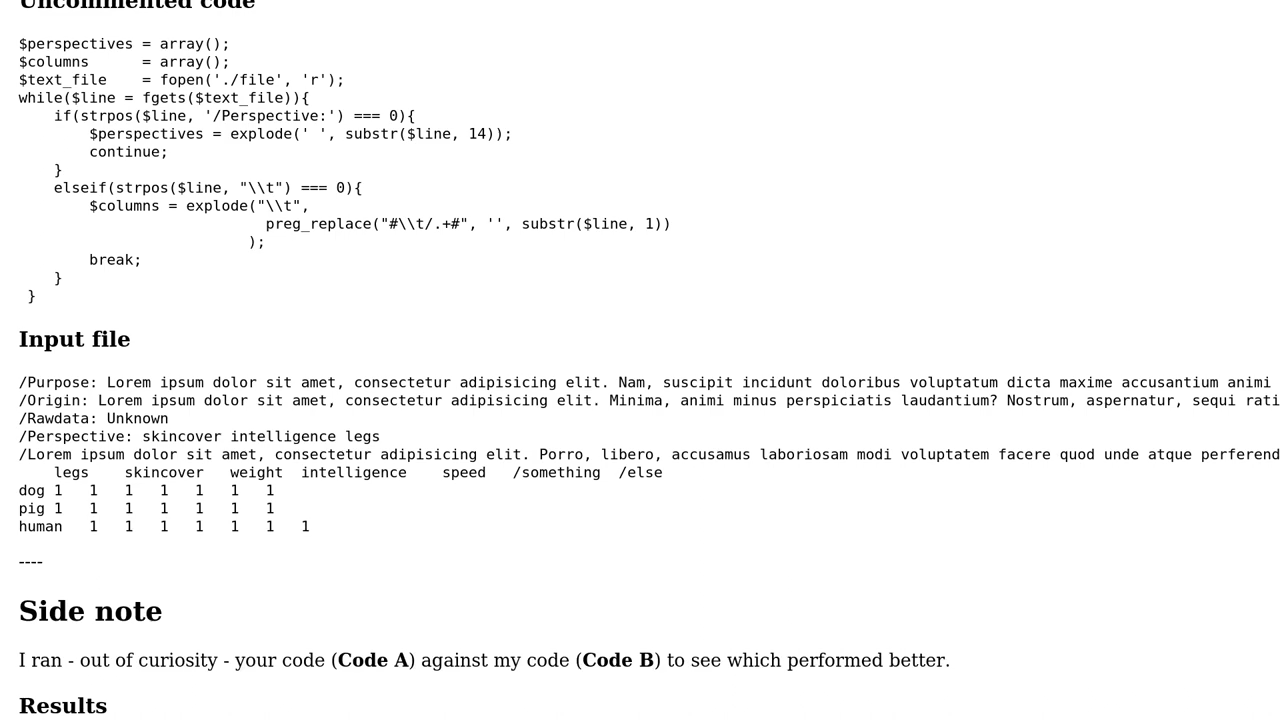 Uncommented code
$perspectives = array();
$columns      = array();
$text_file    = fopen('./file', 'r');
while($line = fgets($text_file)){
    if(strpos($line, '/Perspective:') === 0){
        $perspectives = explode(' ', substr($line, 14));
        continue;
    }
    elseif(strpos($line, "\\t") === 0){
        $columns = explode("\\t",
                            preg_replace("#\\t/.+#", '', substr($line, 1))
                          );
        break;
    }
 }
Input file
/Purpose: Lorem ipsum dolor sit amet, consectetur adipisicing elit. Nam, suscipit incidunt doloribus voluptatum dicta maxime accusantium animi
/Origin: Lorem ipsum dolor sit amet, consectetur adipisicing elit. Minima, animi minus perspiciatis laudantium? Nostrum, aspernatur, sequi rati
/Rawdata: Unknown
/Perspective: skincover intelligence legs
/Lorem ipsum dolor sit amet, consectetur adipisicing elit. Porro, libero, accusamus laboriosam modi voluptatem facere quod unde atque perferend
    legs    skincover   weight  intelligence    speed   /something  /else
dog 1   1   1   1   1   1   1
pig 1   1   1   1   1   1   1
human   1   1   1   1   1   1   1
----
Side note
I ran - out of curiosity - your code (Code A) against my code (Code B) to see which performed better.
Results